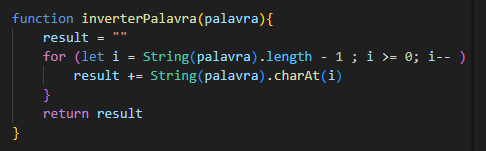 function inverterPalavra(palavra){
    result = ""
    for (let i = String(palavra).length - 1 ; i >= 0; i-- )
        result += String(palavra).charAt(i)
    }
    return result
}